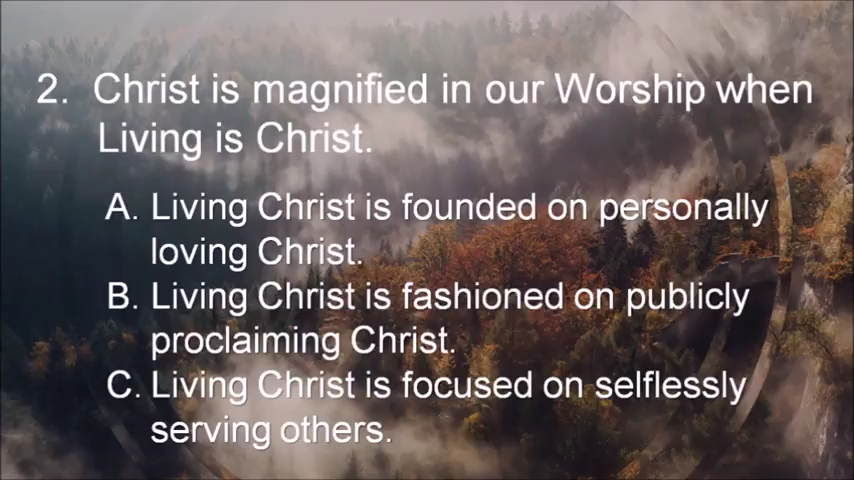 2. Christ is magnified in our Worship when
Living is Christ.
A. Living Christ is founded on personally
loving Christ.
B. Living Christ is fashioned on publicly
proclaiming Christ.
C. Living Christ is focused on selflessly
serving others.